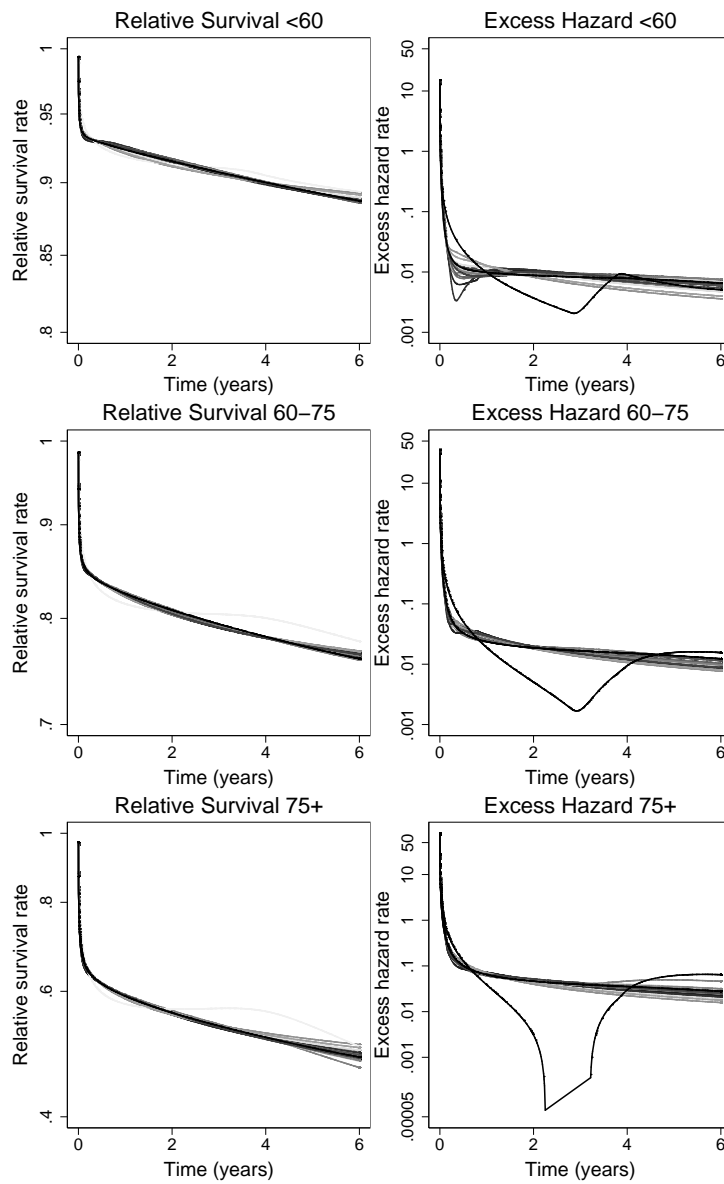 Relative Survival <60
Relative survival rate
1
.95
.9
.85
.8
0 2 4 6
Time (years)
Excess Hazard <60
Excess hazard rate
50
10
1
.1
.01
.001
0 2 4 6
Time (years)
Relative Survival 60–75
Relative survival rate
1
.9
.8
.7
0 2 4 6
Time (years)
Excess Hazard 60–75
Excess hazard rate
50
10
1
.1
.01
.001
0 2 4 6
Time (years)
Relative Survival 75+
Relative survival rate
1
.8
.6
.4
0 2 4 6
Time (years)
Excess Hazard 75+
Excess hazard rate
50
10
1
.1
.01
.001
.00005
0 2 4 6
Time (years)